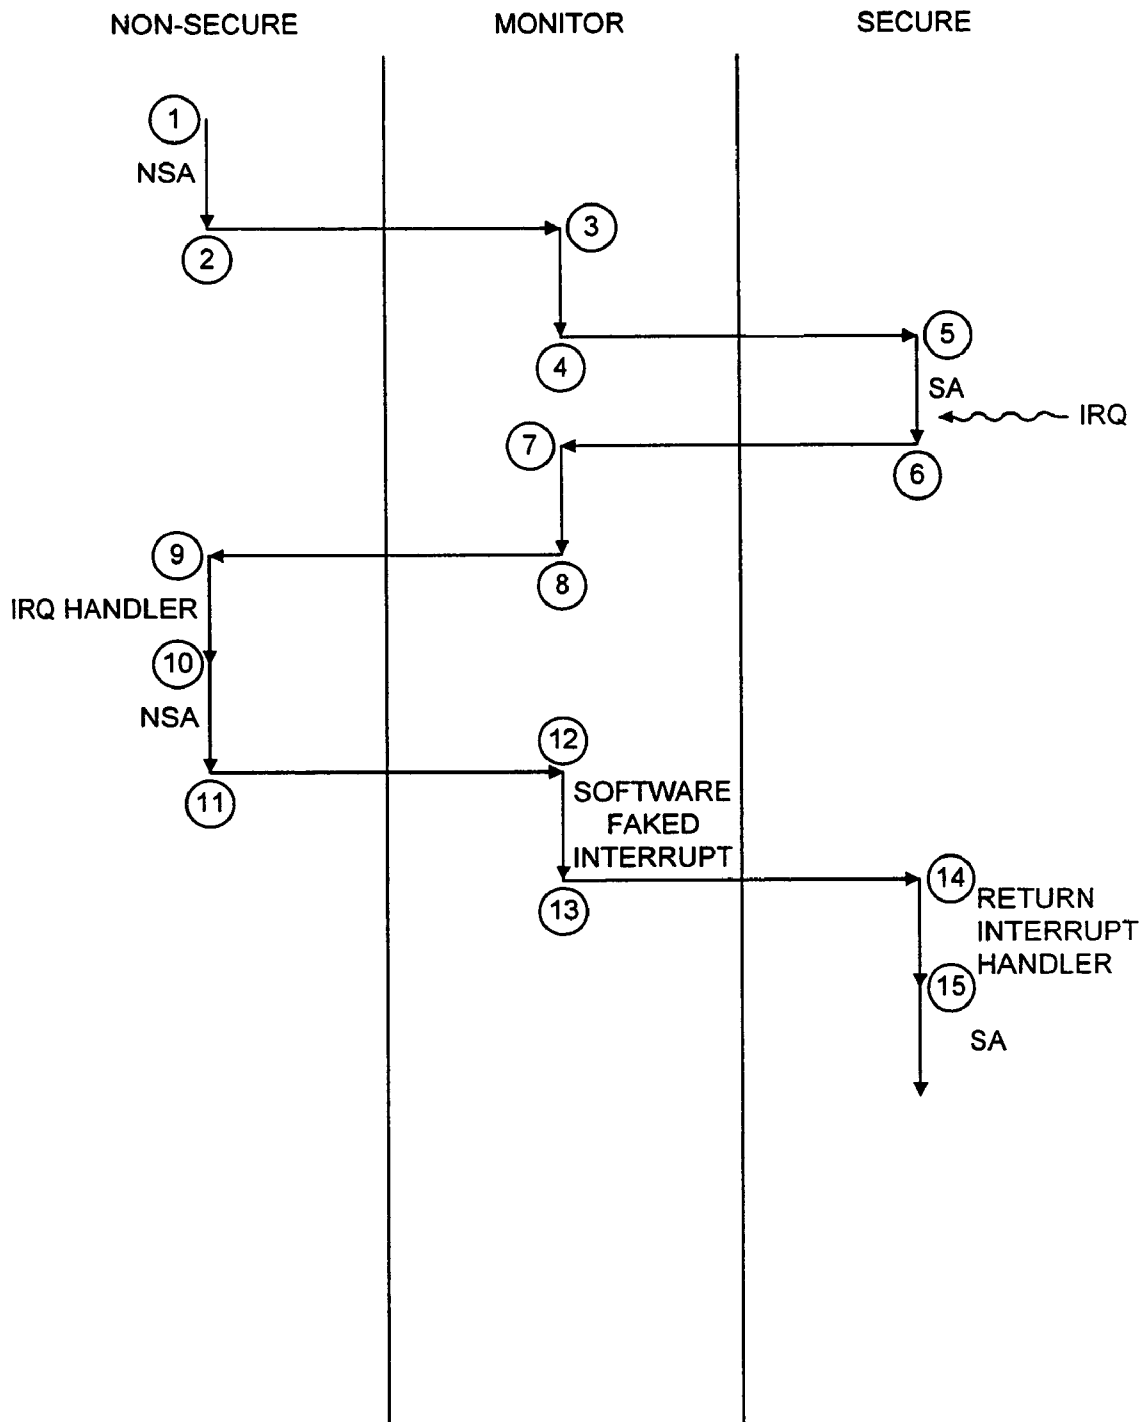 NON-SECURE
MONITOR
SECURE
1
NSA
2
3
4
5
SA
IRQ
6
7
8
9
IRQ HANDLER
10
NSA
11
12
SOFTWARE
FAKED
INTERRUPT
13
14
RETURN
INTERRUPT
HANDLER
15
SA